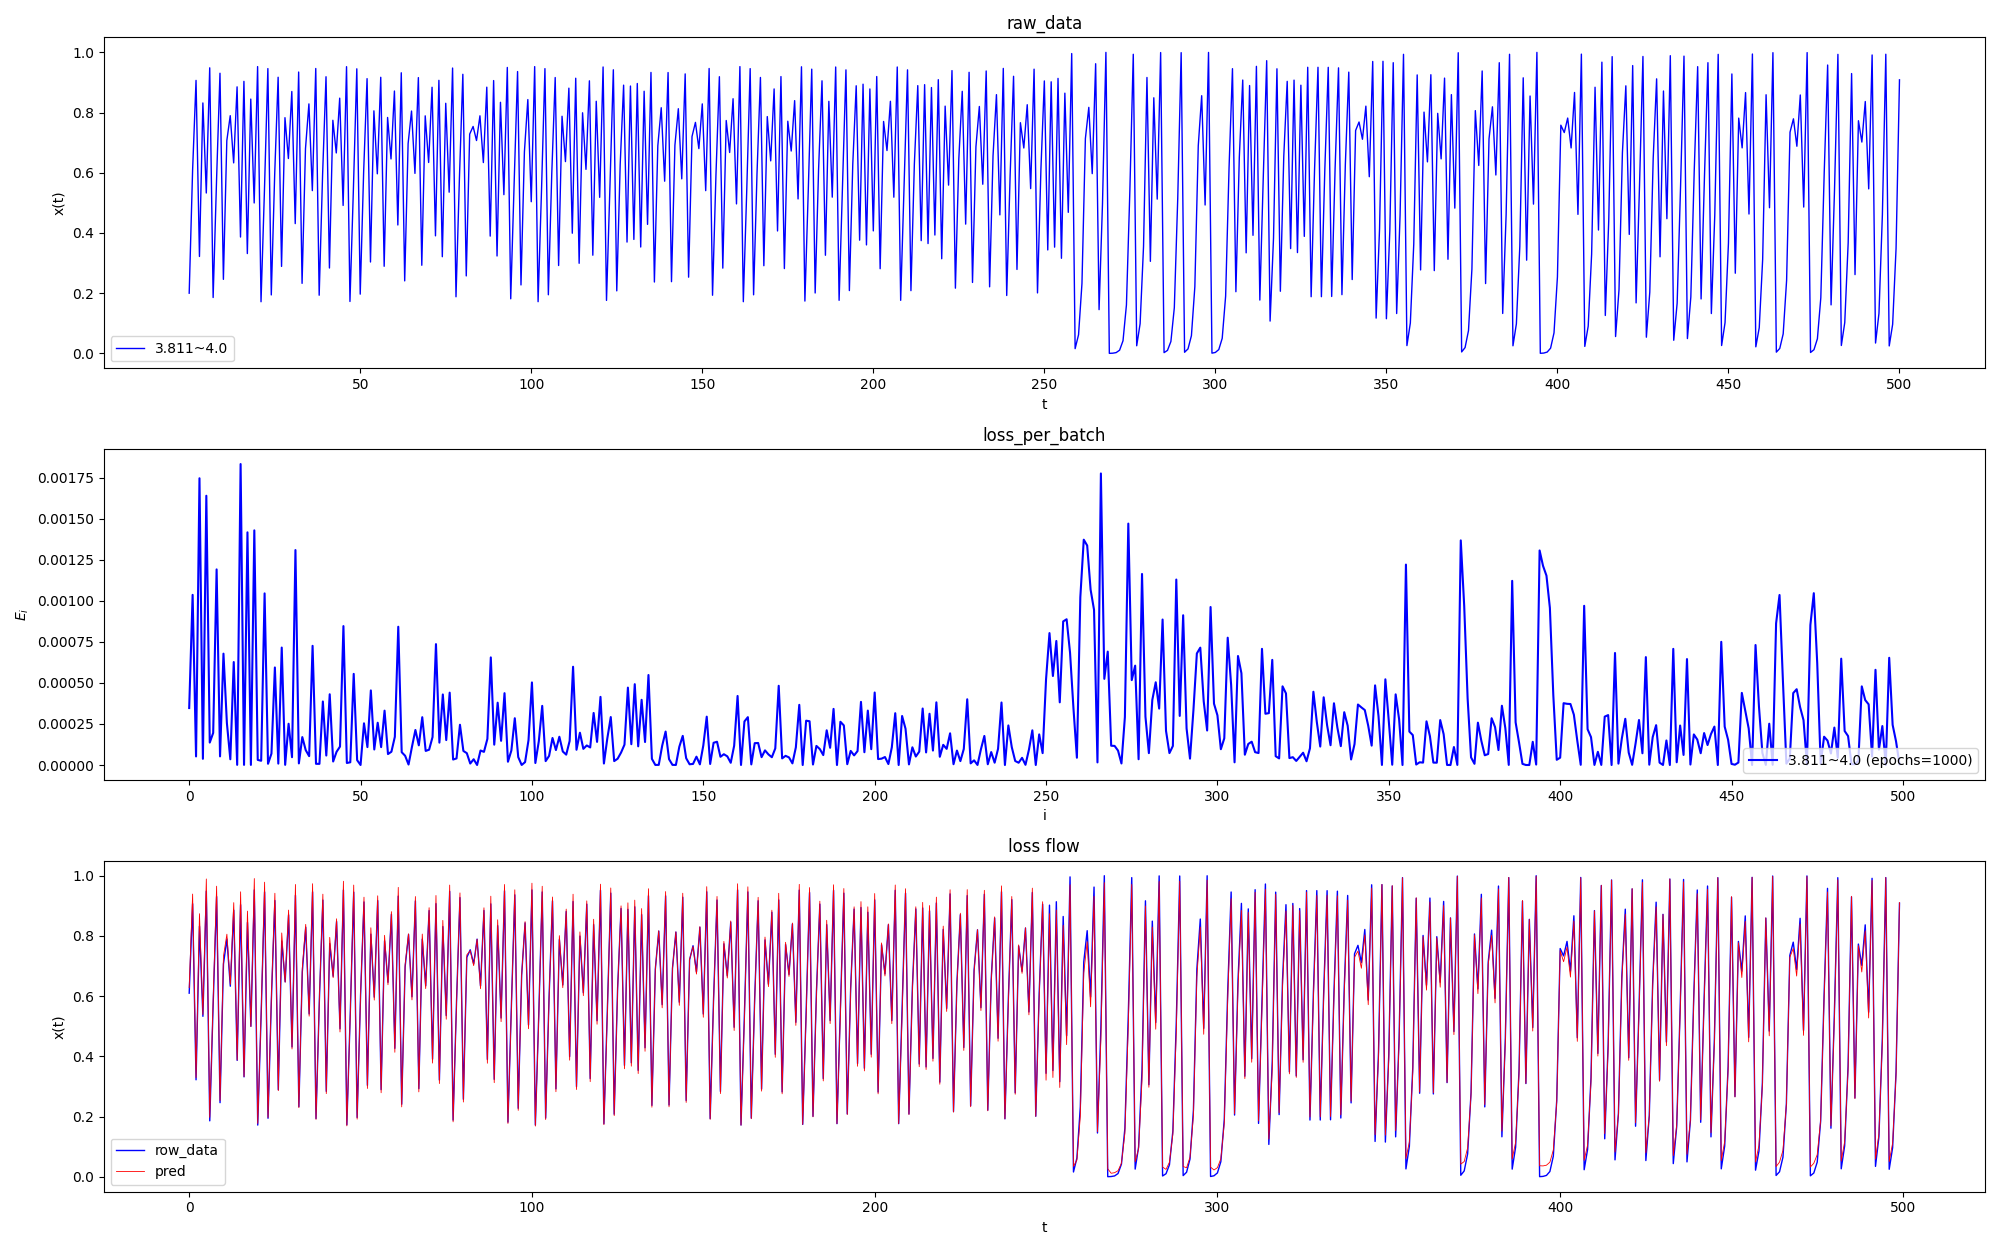 raw_data
x(t)
1.0
0.8
0.6
0.4
0.2
0.0
3.811~4.0
50 100 150 200 250 300 350 400 450 500
t
loss_per_batch
E_i
0.00175
0.00150
0.00125
0.00100
0.00075
0.00050
0.00025
0.00000
3.811~4.0 (epochs=1000)
0 50 100 150 200 250 300 350 400 450 500
i
loss flow
x(t)
1.0
0.8
0.6
0.4
0.2
0.0
row_data
pred
0 100 200 300 400 500
t